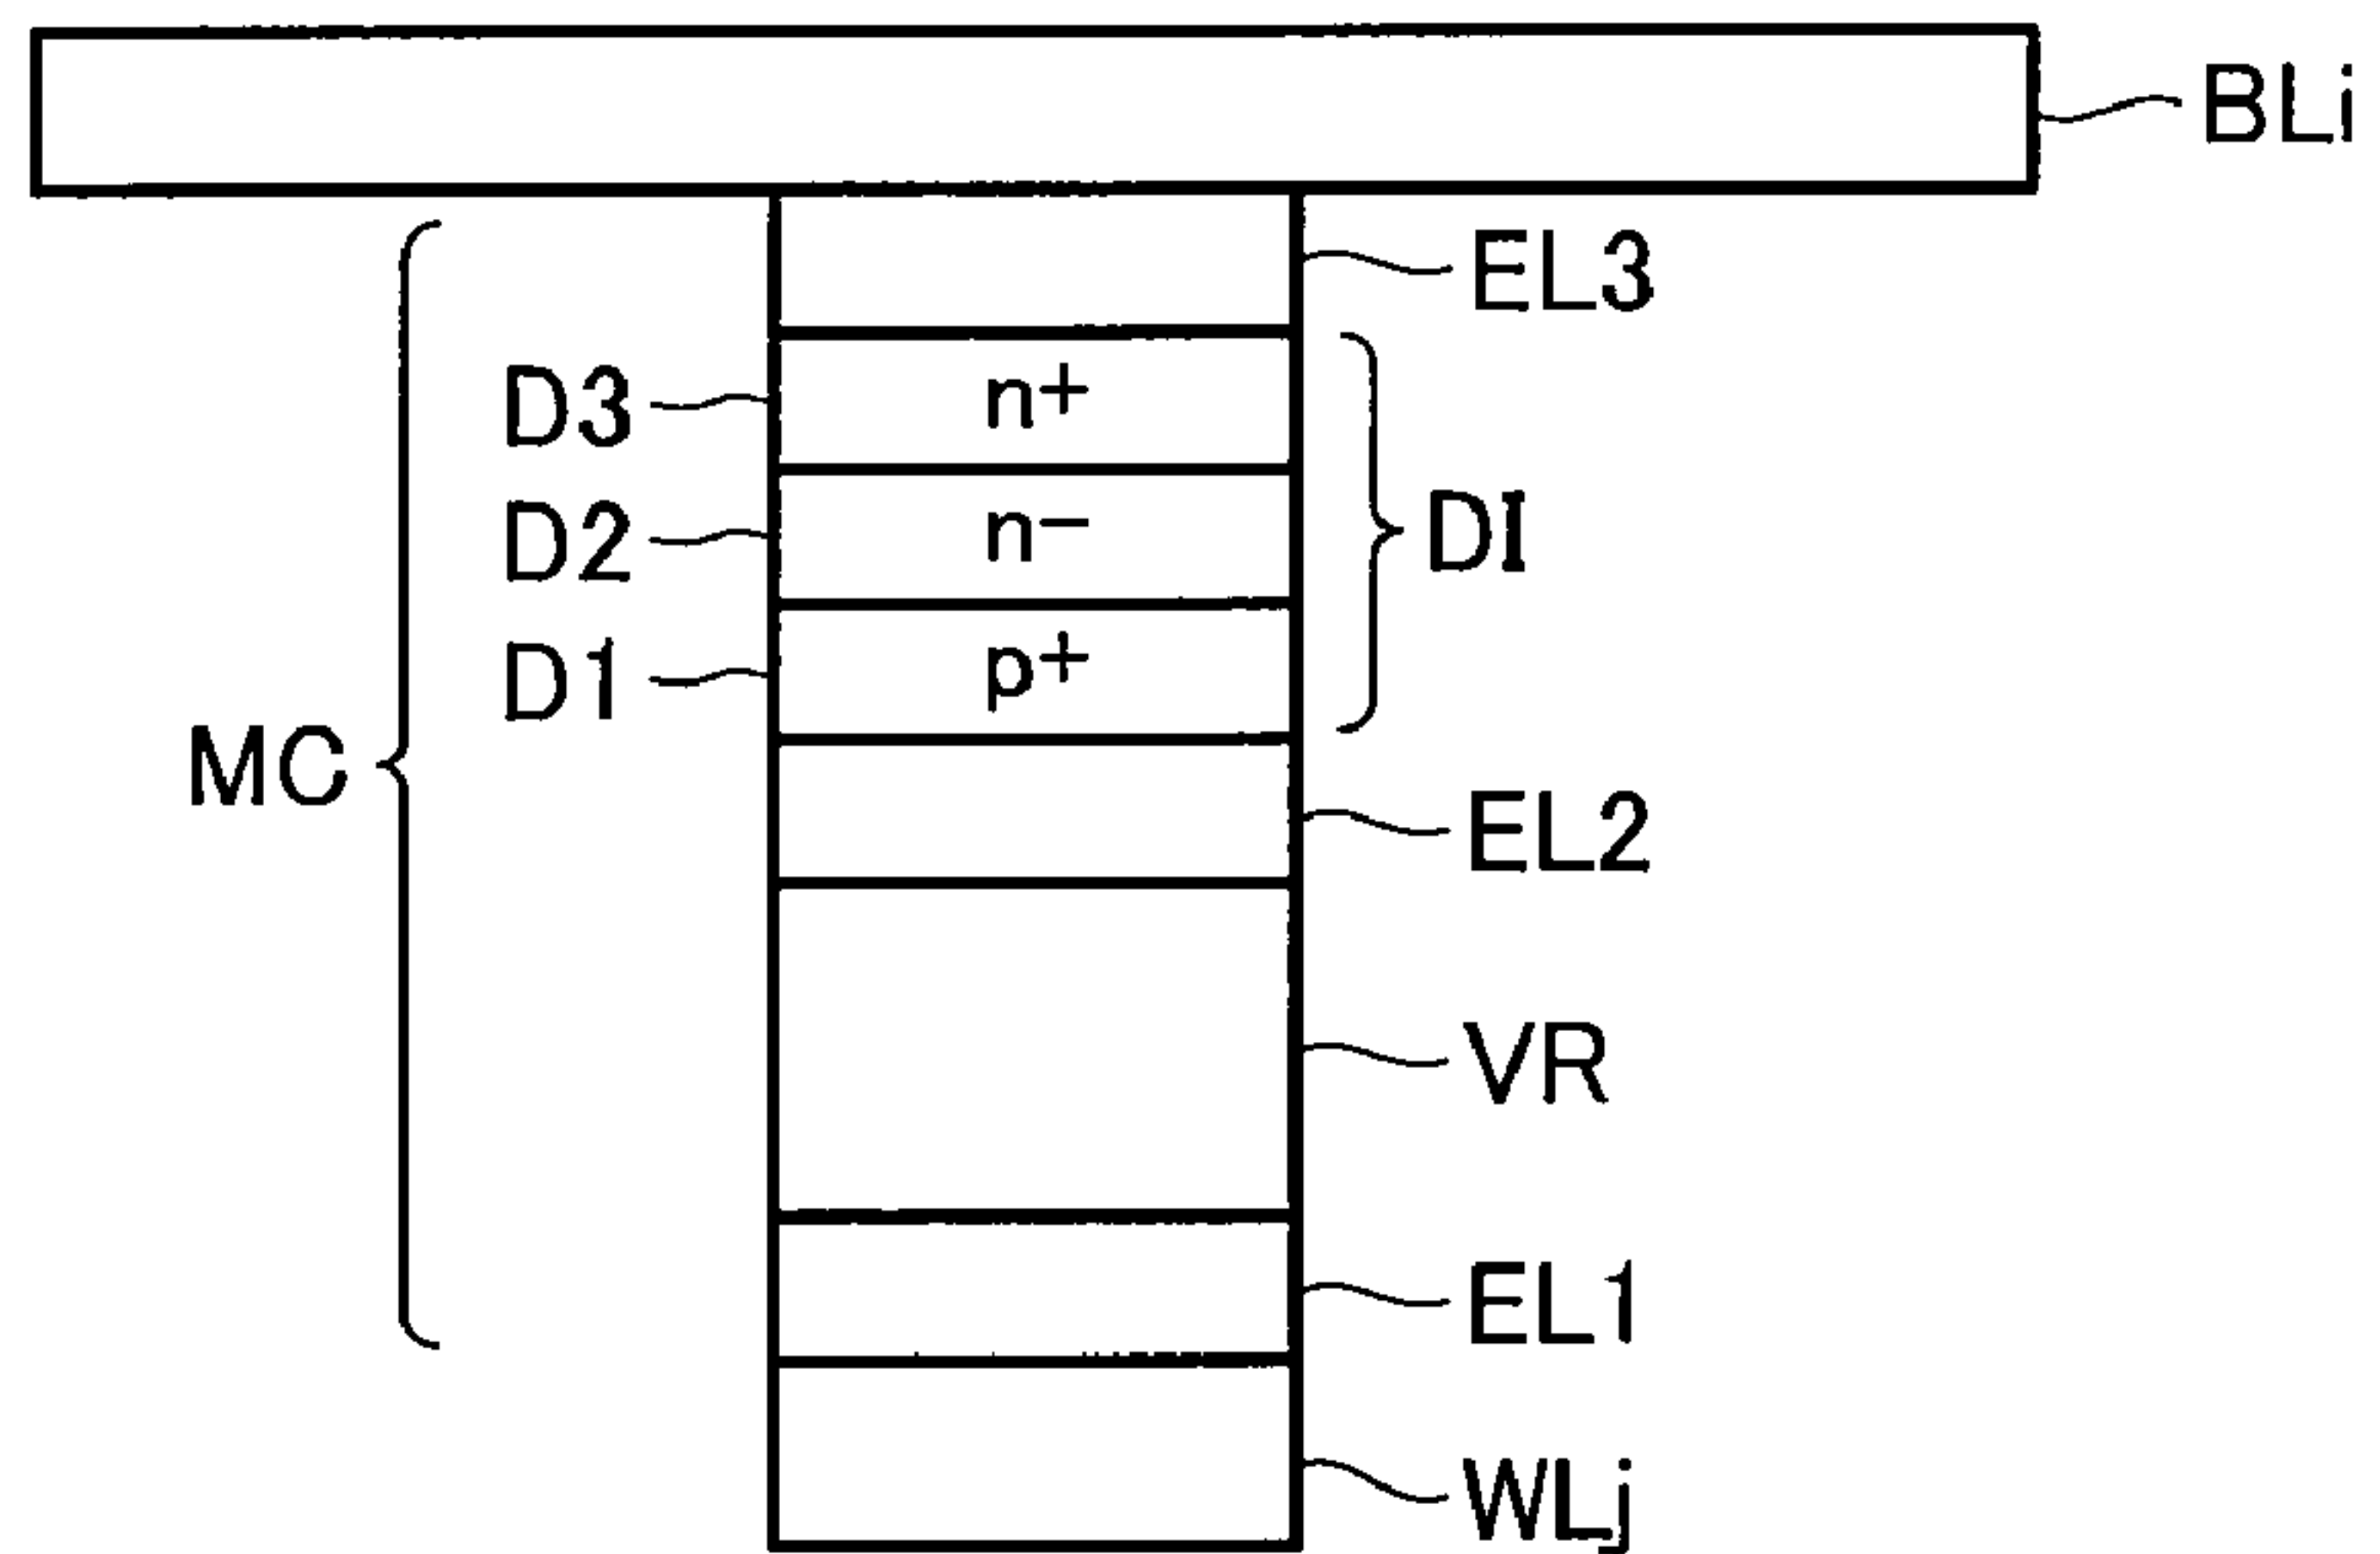 BLi
EL3
D3
n+
D2
n−
DI
D1
p+
MC
EL2
VR
EL1
WLj